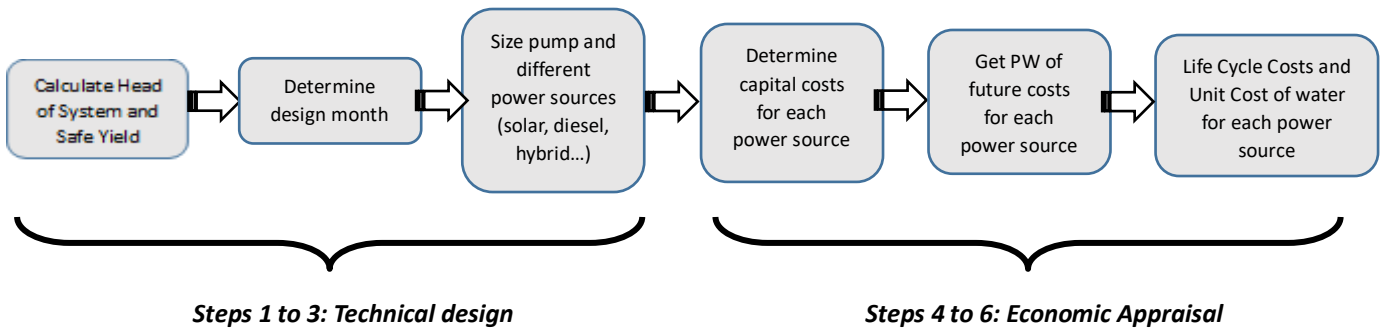 Calculate Head
of System and
Safe Yield
Determine
design month
Size pump and
different
power sources
(solar, diesel,
hybrid...)
Determine
capital costs
for each
power source
Get PW of
future costs
for each
power source
Life Cycle Costs and
Unit Cost of water
for each power
source
Steps 1 to 3: Technical design
Steps 4 to 6: Economic Appraisal